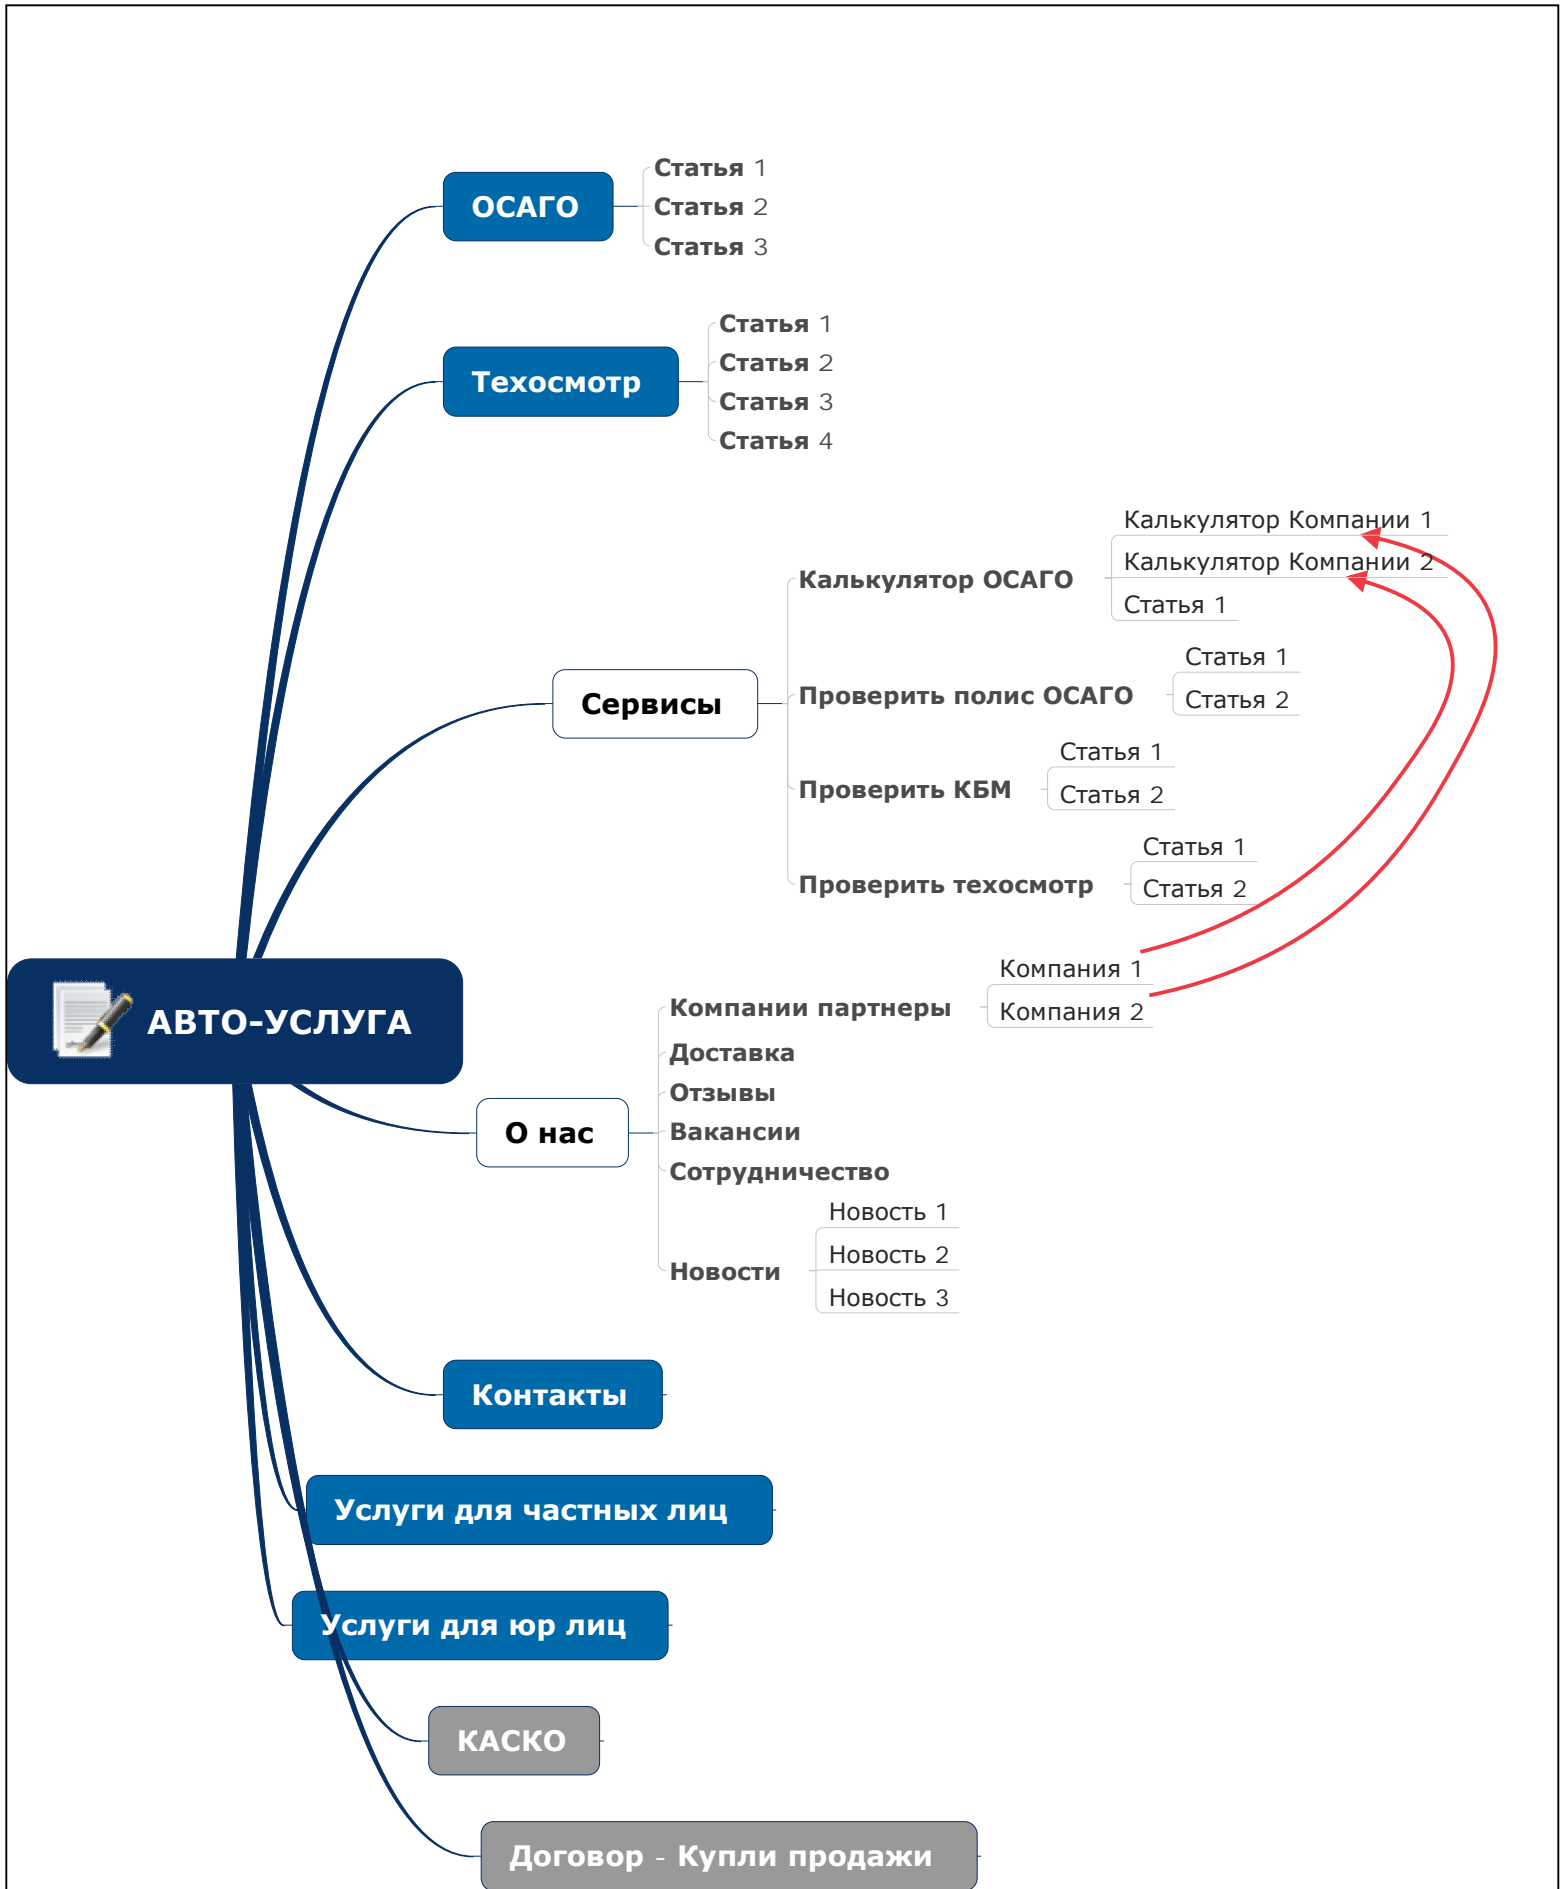 ОСАГО
Статья 1
Статья 2
Статья 3
Техосмотр
Статья 1
Статья 2
Статья 3
Статья 4
Сервисы
Калькулятор ОСАГО
Калькулятор Компании 1
Калькулятор Компании 2
Статья 1
Проверить полис ОСАГО
Статья 1
Статья 2
Проверить КБМ
Статья 1
Статья 2
Проверить техосмотр
Статья 1
Статья 2
АВТО-УСЛУГА
О нас
Компании партнеры
Компания 1
Компания 2
Доставка
Отзывы
Вакансии
Сотрудничество
Новости
Новость 1
Новость 2
Новость 3
Контакты
Услуги для частных лиц
Услуги для юр лиц
КАСКО
Договор - Купли продажи